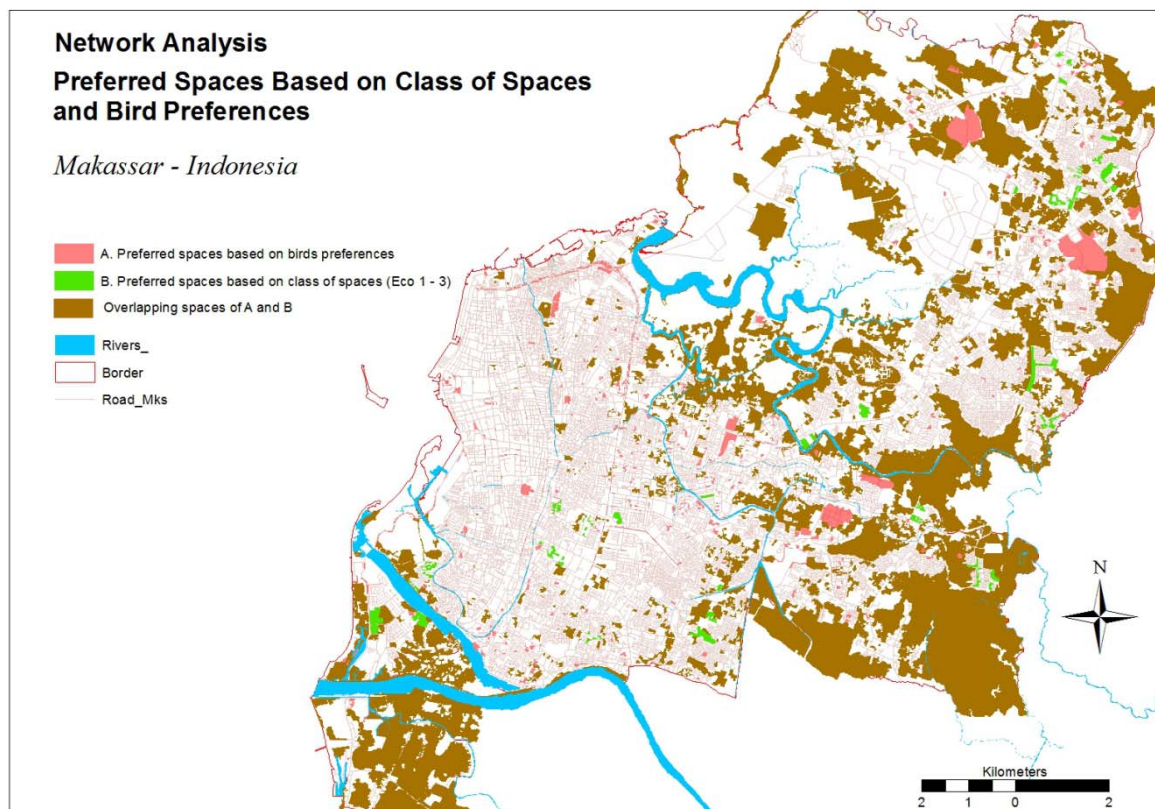 Network Analysis
Preferred Spaces Based on Class of Spaces
and Bird Preferences
Makassar - Indonesia
A. Preferred spaces based on birds preferences
B. Preferred spaces based on class of spaces (Eco 1 - 3)
Overlapping spaces of A and B
Rivers_
Border
Road_Mks
N
Kilometers
2 1 0 2